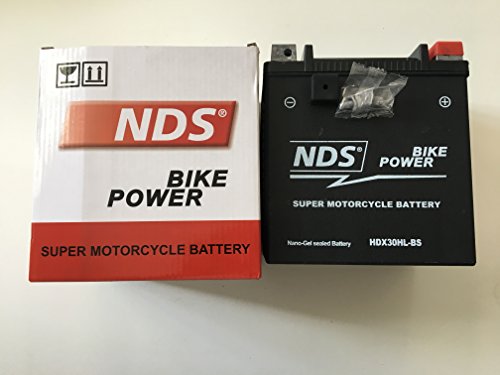 NDS®
BIKE
POWER
SUPER MOTORCYCLE BATTERY
NDS®
BIKE
POWER
SUPER MOTORCYCLE BATTERY
Nano-Gel sealed Battery HDX30HL-BS